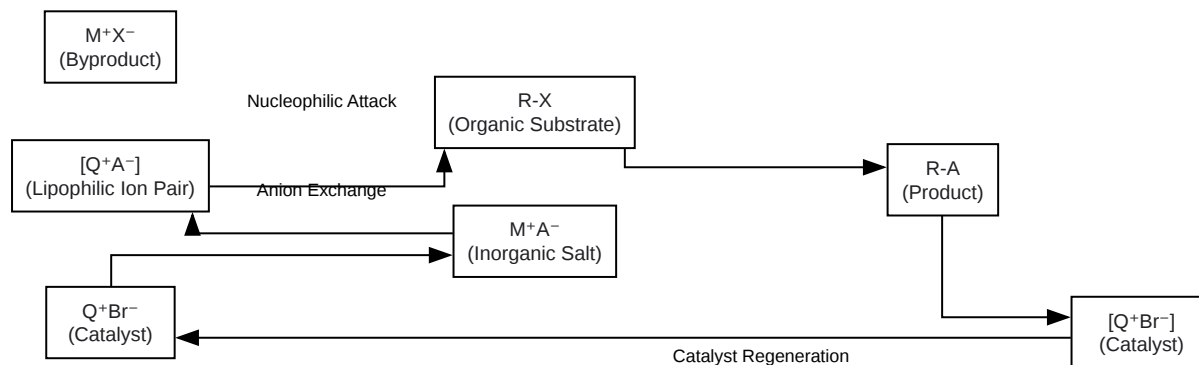 M⁺X⁻
(Byproduct)
Nucleophilic Attack
R-X
(Organic Substrate)
[Q⁺A⁻]
(Lipophilic Ion Pair)
Anion Exchange
R-A
(Product)
M⁺A⁻
(Inorganic Salt)
Q⁺Br⁻
(Catalyst)
[Q⁺Br⁻]
(Catalyst)
Catalyst Regeneration